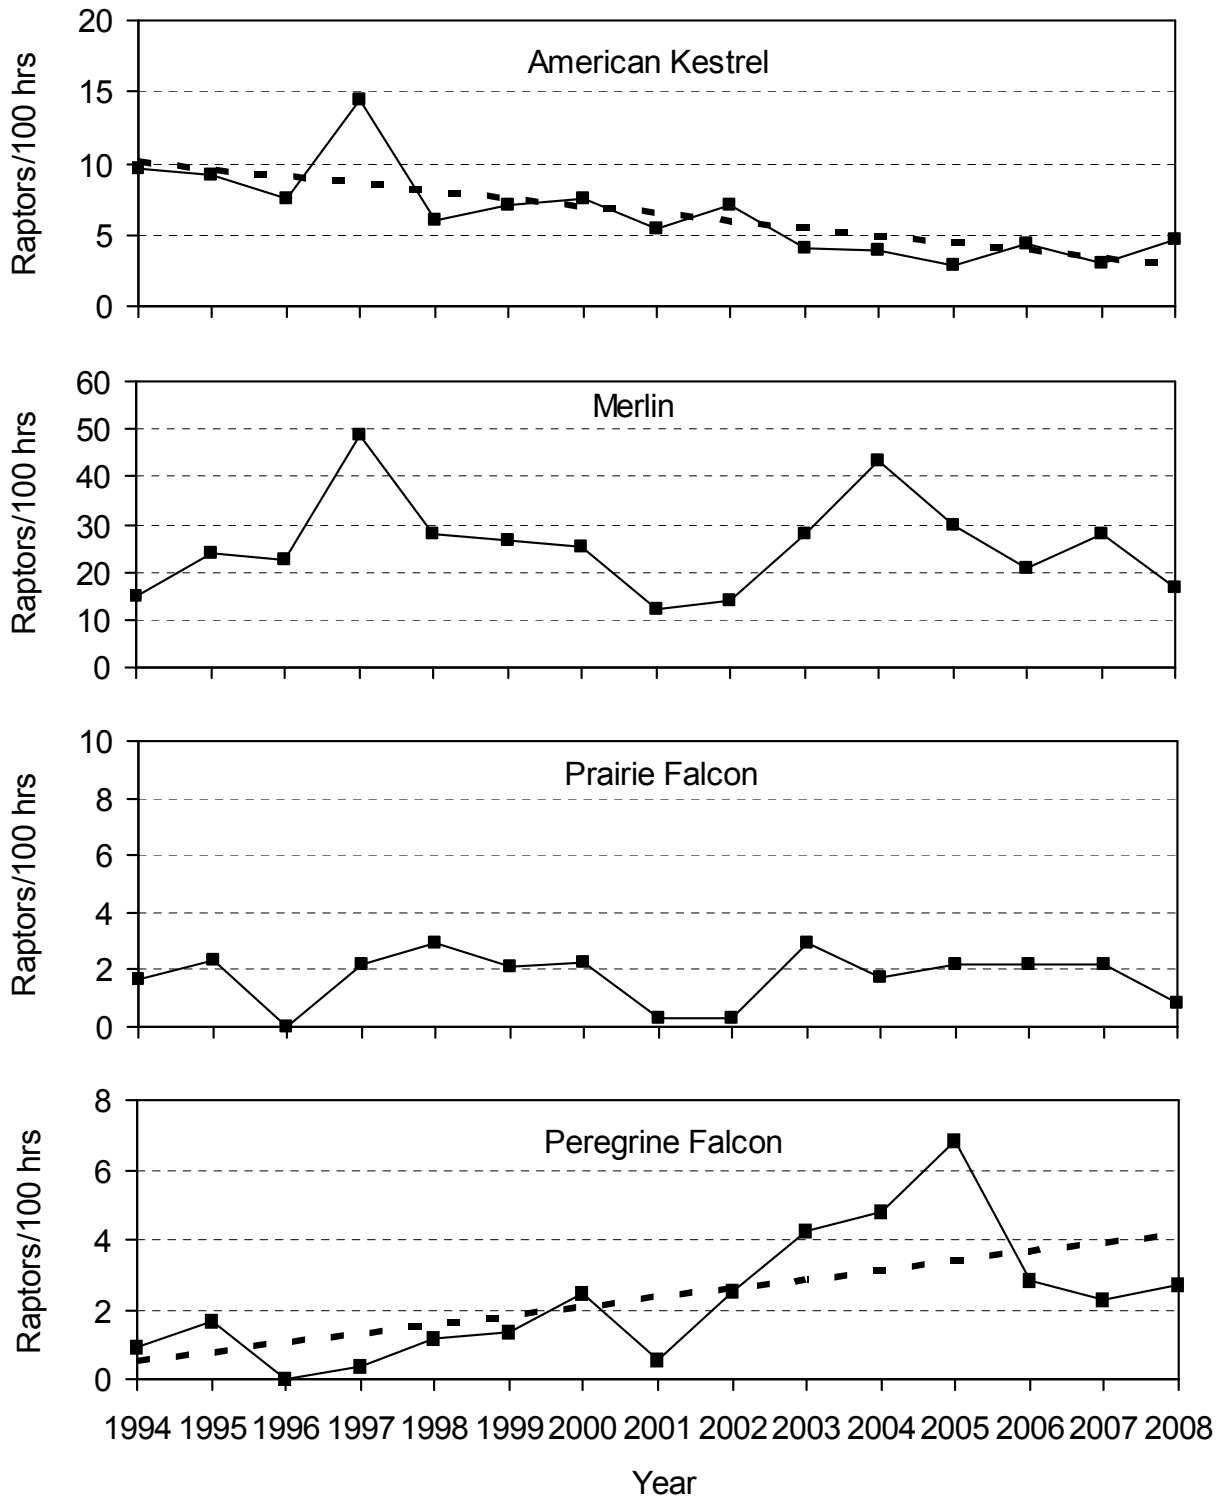 American Kestrel
Raptors/100 hrs
20
15
10
5
0
Merlin
Raptors/100 hrs
60
50
40
30
20
10
0
Prairie Falcon
Raptors/100 hrs
10
8
6
4
2
0
Peregrine Falcon
Raptors/100 hrs
8
6
4
2
0
1994 1995 1996 1997 1998 1999 2000 2001 2002 2003 2004 2005 2006 2007 2008
Year